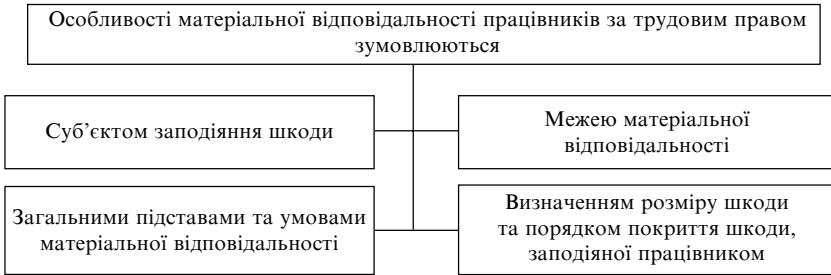 Особливості матеріальної відповідальності працівників за трудовим правом
зумовлюються
Суб’єктом заподіяння шкоди
Межею матеріальної
відповідальності
Загальними підставами та умовами
матеріальної відповідальності
Визначенням розміру шкоди
та порядком покриття шкоди,
заподіяної працівником